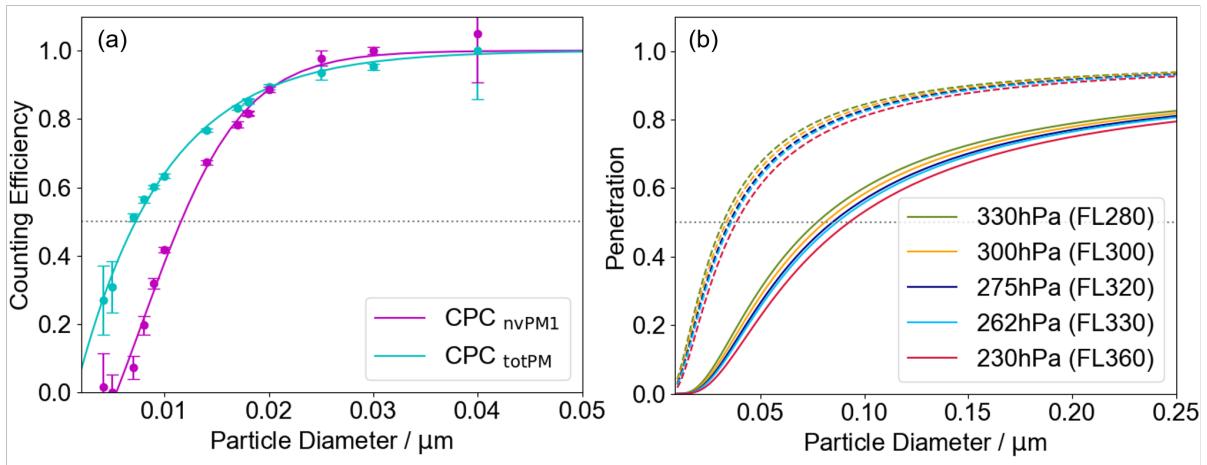 (a)
Counting Efficiency
1.0
0.8
0.6
0.4
0.2
0.0
0.01
0.02
0.03
0.04
0.05
Particle Diameter / μm
CPC nvPM1
CPC totPM
(b)
Penetration
1.0
0.8
0.6
0.4
0.2
0.0
0.05
0.10
0.15
0.20
0.25
Particle Diameter / μm
330hPa (FL280)
300hPa (FL300)
275hPa (FL320)
262hPa (FL330)
230hPa (FL360)